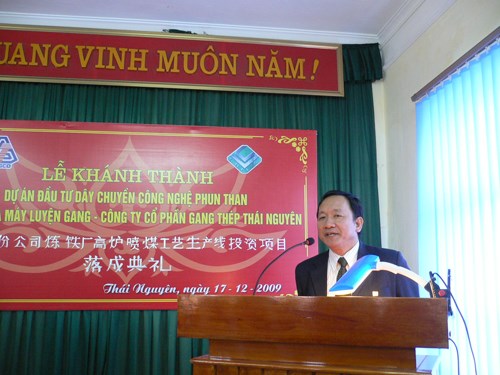 QUANG VINH MUÔN NĂM!
LỄ KHÁNH THÀNH
DỰ ÁN ĐẦU TƯ DÂY CHUYỀN CÔNG NGHỆ PHUN THAN
MÁY LUYỆN GANG - CÔNG TY CỔ PHẦN GANG THÉP THÁI NGUYÊN
份公司炼铁厂高炉喷煤工艺生产线投资项目
落成典礼
Thái Nguyên, ngày 17-12-2009